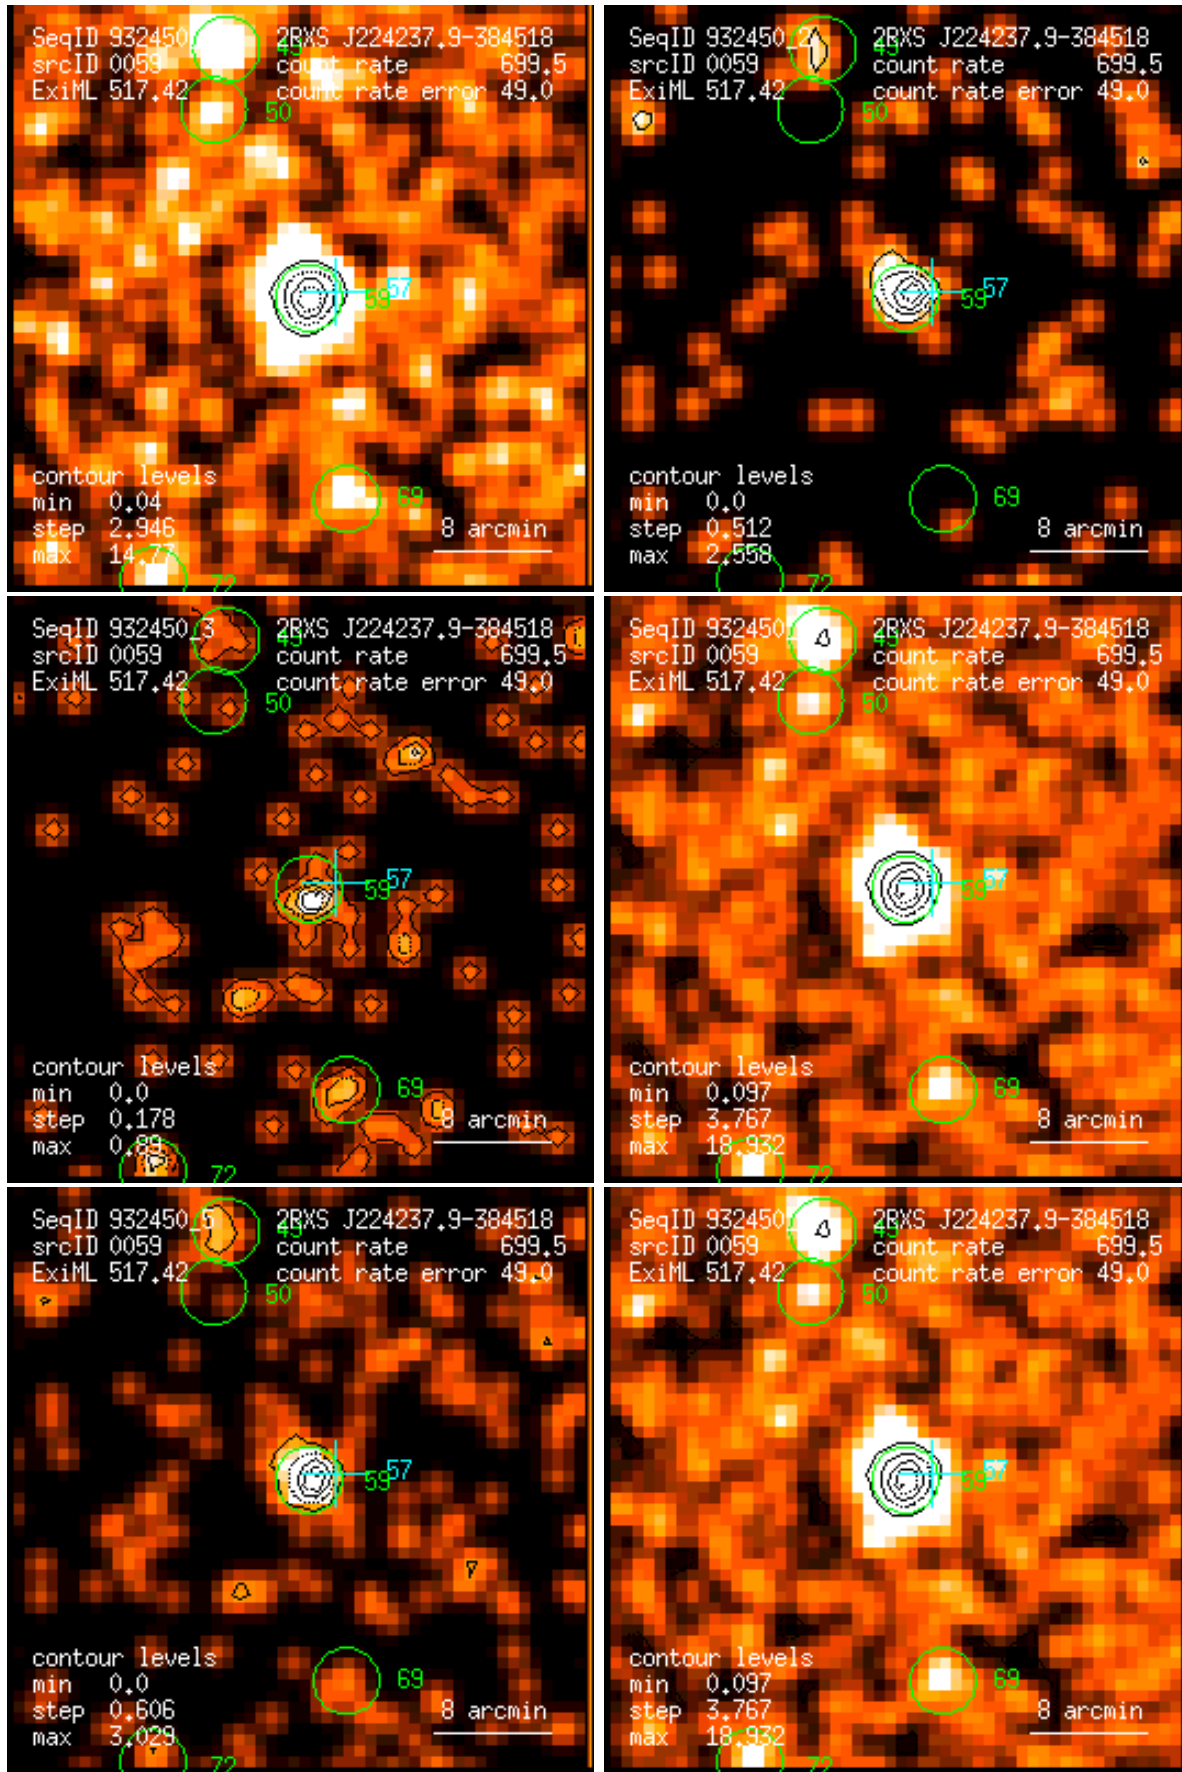 SeqID 932450
2RXS J224237.9-384518
srcID 0059
count rate 699.5
ExiML 517.42
count rate error 49.0
50
59
57
contour levels
min 0.04
step 2.946
max 14.77
69
8 arcmin
72
SeqID 932450_2
2RXS J224237.9-384518
srcID 0059
count rate 699.5
ExiML 517.42
count rate error 49.0
50
59
57
contour levels
min 0.0
step 0.512
max 2.558
69
8 arcmin
72
SeqID 932450_3
2RXS J224237.9-384518
srcID 0059
count rate 699.5
ExiML 517.42
count rate error 49.0
50
59
57
contour levels
min 0.0
step 0.178
max 0.89
69
8 arcmin
72
SeqID 932450
2RXS J224237.9-384518
srcID 0059
count rate 699.5
ExiML 517.42
count rate error 49.0
50
59
57
contour levels
min 0.097
step 3.767
max 18.932
69
8 arcmin
72
SeqID 932450_5
2RXS J224237.9-384518
srcID 0059
count rate 699.5
ExiML 517.42
count rate error 49.0
50
59
57
contour levels
min 0.0
step 0.606
max 3.029
69
8 arcmin
72
SeqID 932450
2RXS J224237.9-384518
srcID 0059
count rate 699.5
ExiML 517.42
count rate error 49.0
50
59
57
contour levels
min 0.097
step 3.767
max 18.932
69
8 arcmin
72